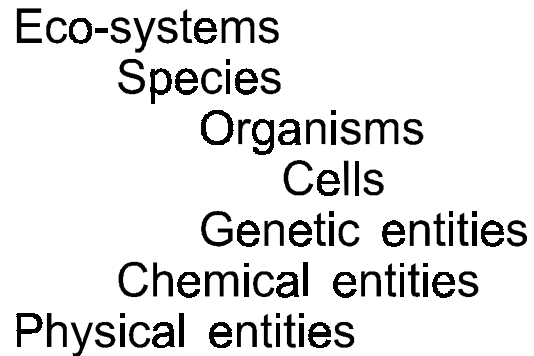 Eco-systems
Species
Organisms
Cells
Genetic entities
Chemical entities
Physical entities